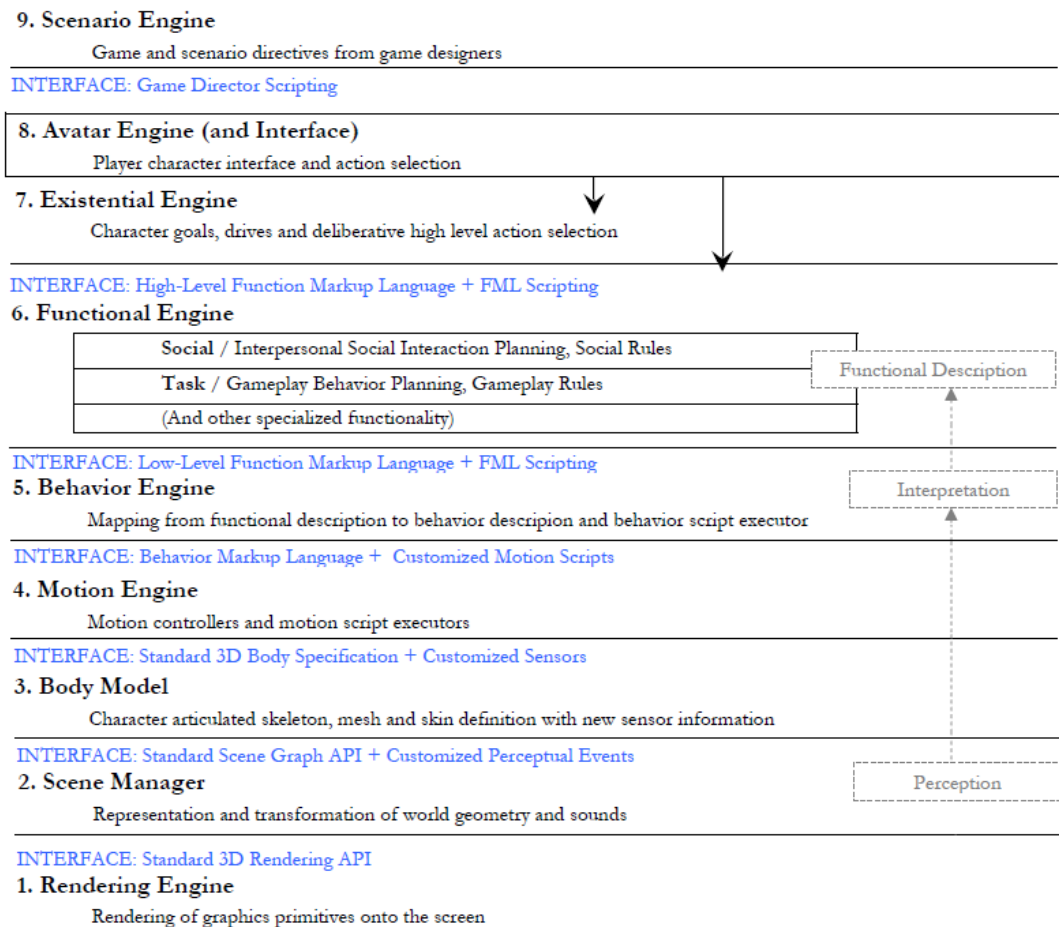 9. Scenario Engine
Game and scenario directives from game designers
INTERFACE: Game Director Scripting
8. Avatar Engine (and Interface)
Player character interface and action selection
7. Existential Engine
Character goals, drives and deliberative high level action selection
INTERFACE: High-Level Function Markup Language + FML Scripting
6. Functional Engine
Social / Interpersonal Social Interaction Planning, Social Rules
Task / Gameplay Behavior Planning, Gameplay Rules
(And other specialized functionality)
Functional Description
INTERFACE: Low-Level Function Markup Language + FML Scripting
5. Behavior Engine
Interpretation
Mapping from functional description to behavior descripion and behavior script executor
INTERFACE: Behavior Markup Language + Customized Motion Scripts
4. Motion Engine
Motion controllers and motion script executors
INTERFACE: Standard 3D Body Specification + Customized Sensors
3. Body Model
Character articulated skeleton, mesh and skin definition with new sensor information
INTERFACE: Standard Scene Graph API + Customized Perceptual Events
2. Scene Manager
Perception
Representation and transformation of world geometry and sounds
INTERFACE: Standard 3D Rendering API
1. Rendering Engine
Rendering of graphics primitives onto the screen